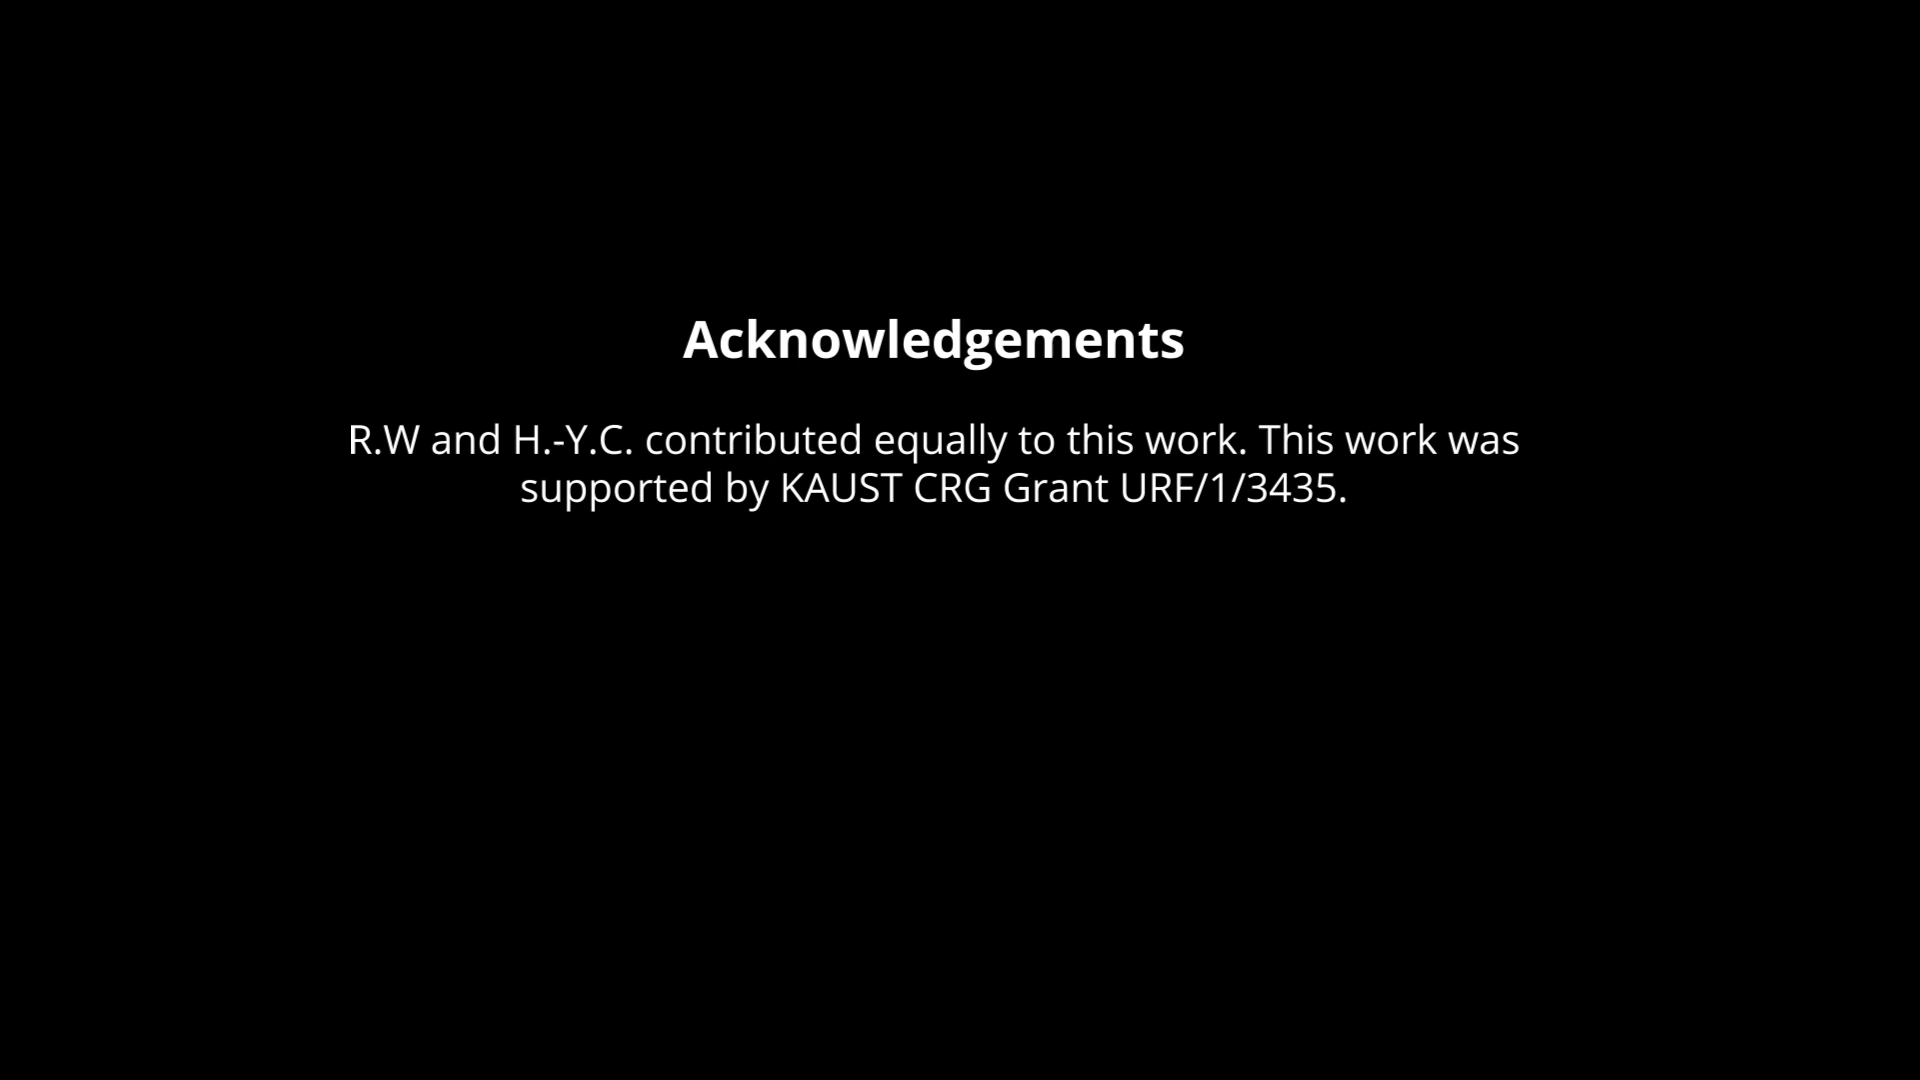 Acknowledgements
R.W and H.-Y.C. contributed equally to this work. This work was
supported by KAUST CRG Grant URF/1/3435.